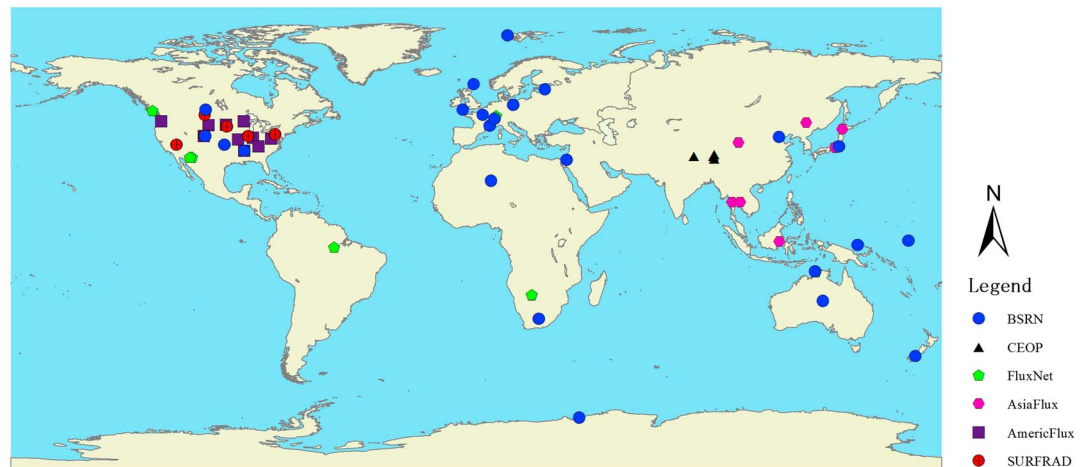 N
Legend
BSRN
CEOP
FluxNet
AsiaFlux
AmericFlux
SURFRAD